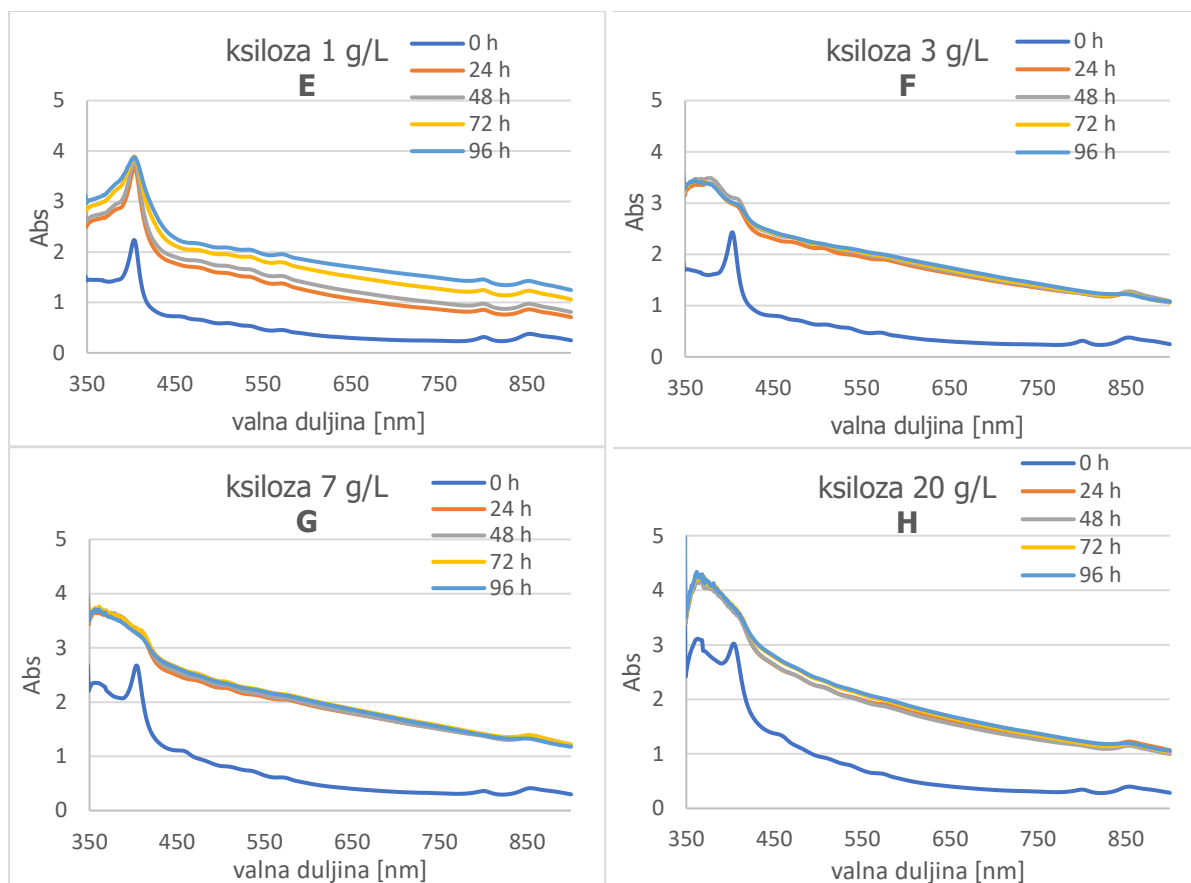 ksiloza 1 g/L
E
0 h
24 h
48 h
72 h
96 h
5
4
3
2
1
0
Abs
350 450 550 650 750 850
valna duljina [nm]
ksiloza 3 g/L
F
0 h
24 h
48 h
72 h
96 h
5
4
3
2
1
0
Abs
350 450 550 650 750 850
valna duljina [nm]
ksiloza 7 g/L
G
0 h
24 h
48 h
72 h
96 h
5
4
3
2
1
0
Abs
350 450 550 650 750 850
valna duljina [nm]
ksiloza 20 g/L
H
0 h
24 h
48 h
72 h
96 h
5
4
3
2
1
0
Abs
350 450 550 650 750 850
valna duljina [nm]